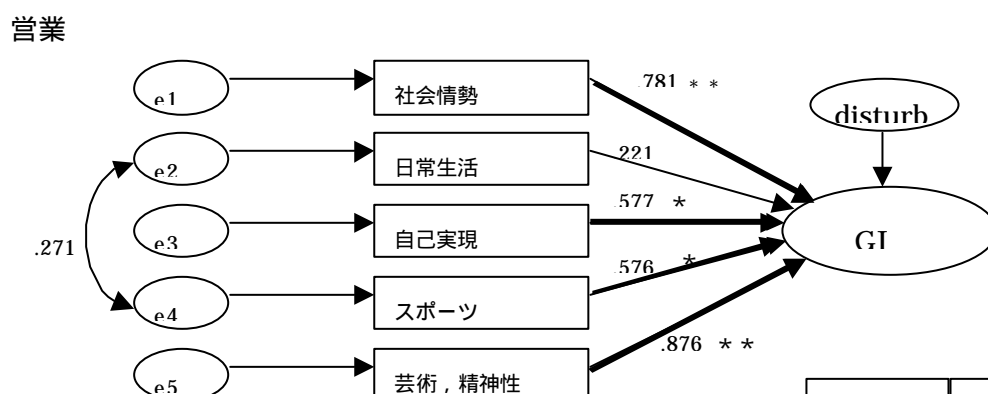 営業
e1
社会情勢
.781 **
disturb
e2
日常生活
.221
e3
自己実現
.577 *
GI
.271
e4
スポーツ
.576 *
e5
芸術，精神性
.876 **